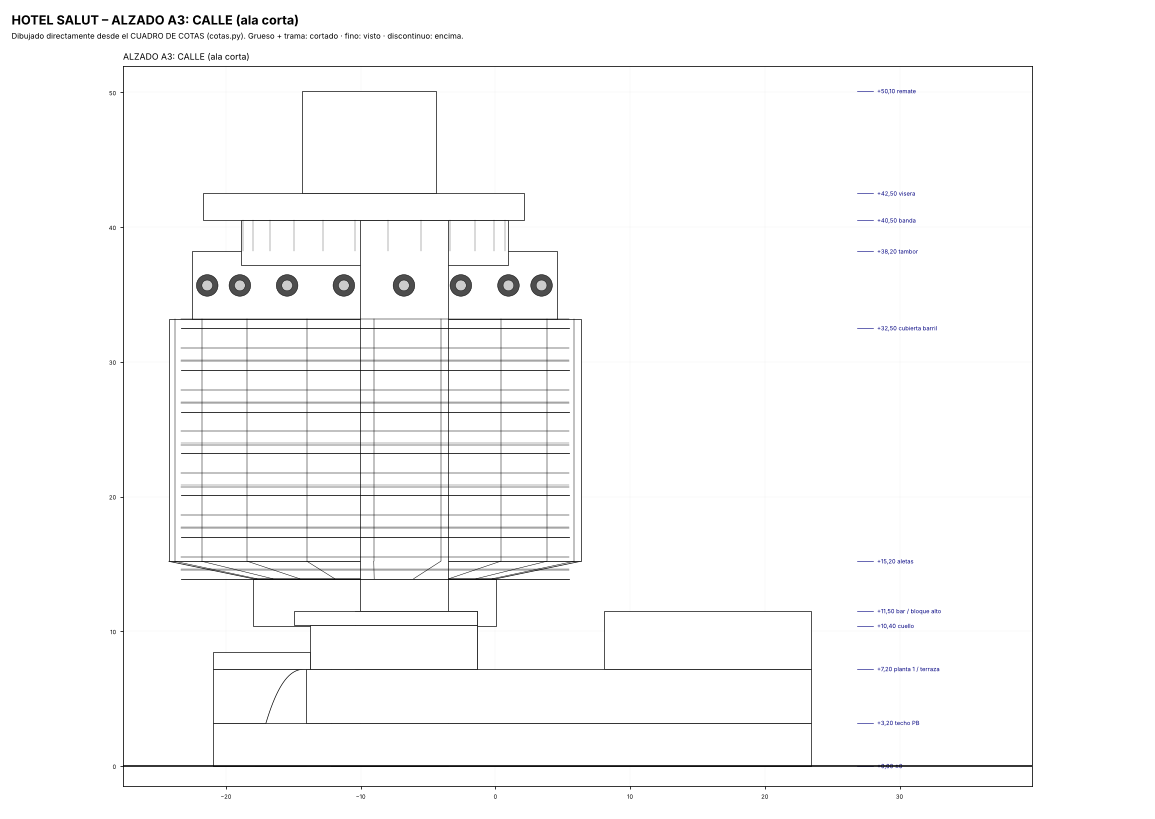 HOTEL SALUT – ALZADO A3: CALLE (ala corta)
Dibujado directamente desde el CUADRO DE COTAS (cotas.py). Grueso + trama: cortado · fino: visto · discontinuo: encima.
ALZADO A3: CALLE (ala corta)
50
+50,10 remate
+42,50 visera
40
+40,50 banda
+38,20 tambor
+32,50 cubierta barril
30
20
+15,20 aletas
+11,50 bar / bloque alto
10
+10,40 cuello
+7,20 planta 1 / terraza
+3,20 techo PB
0
−20
−10
0
10
20
30